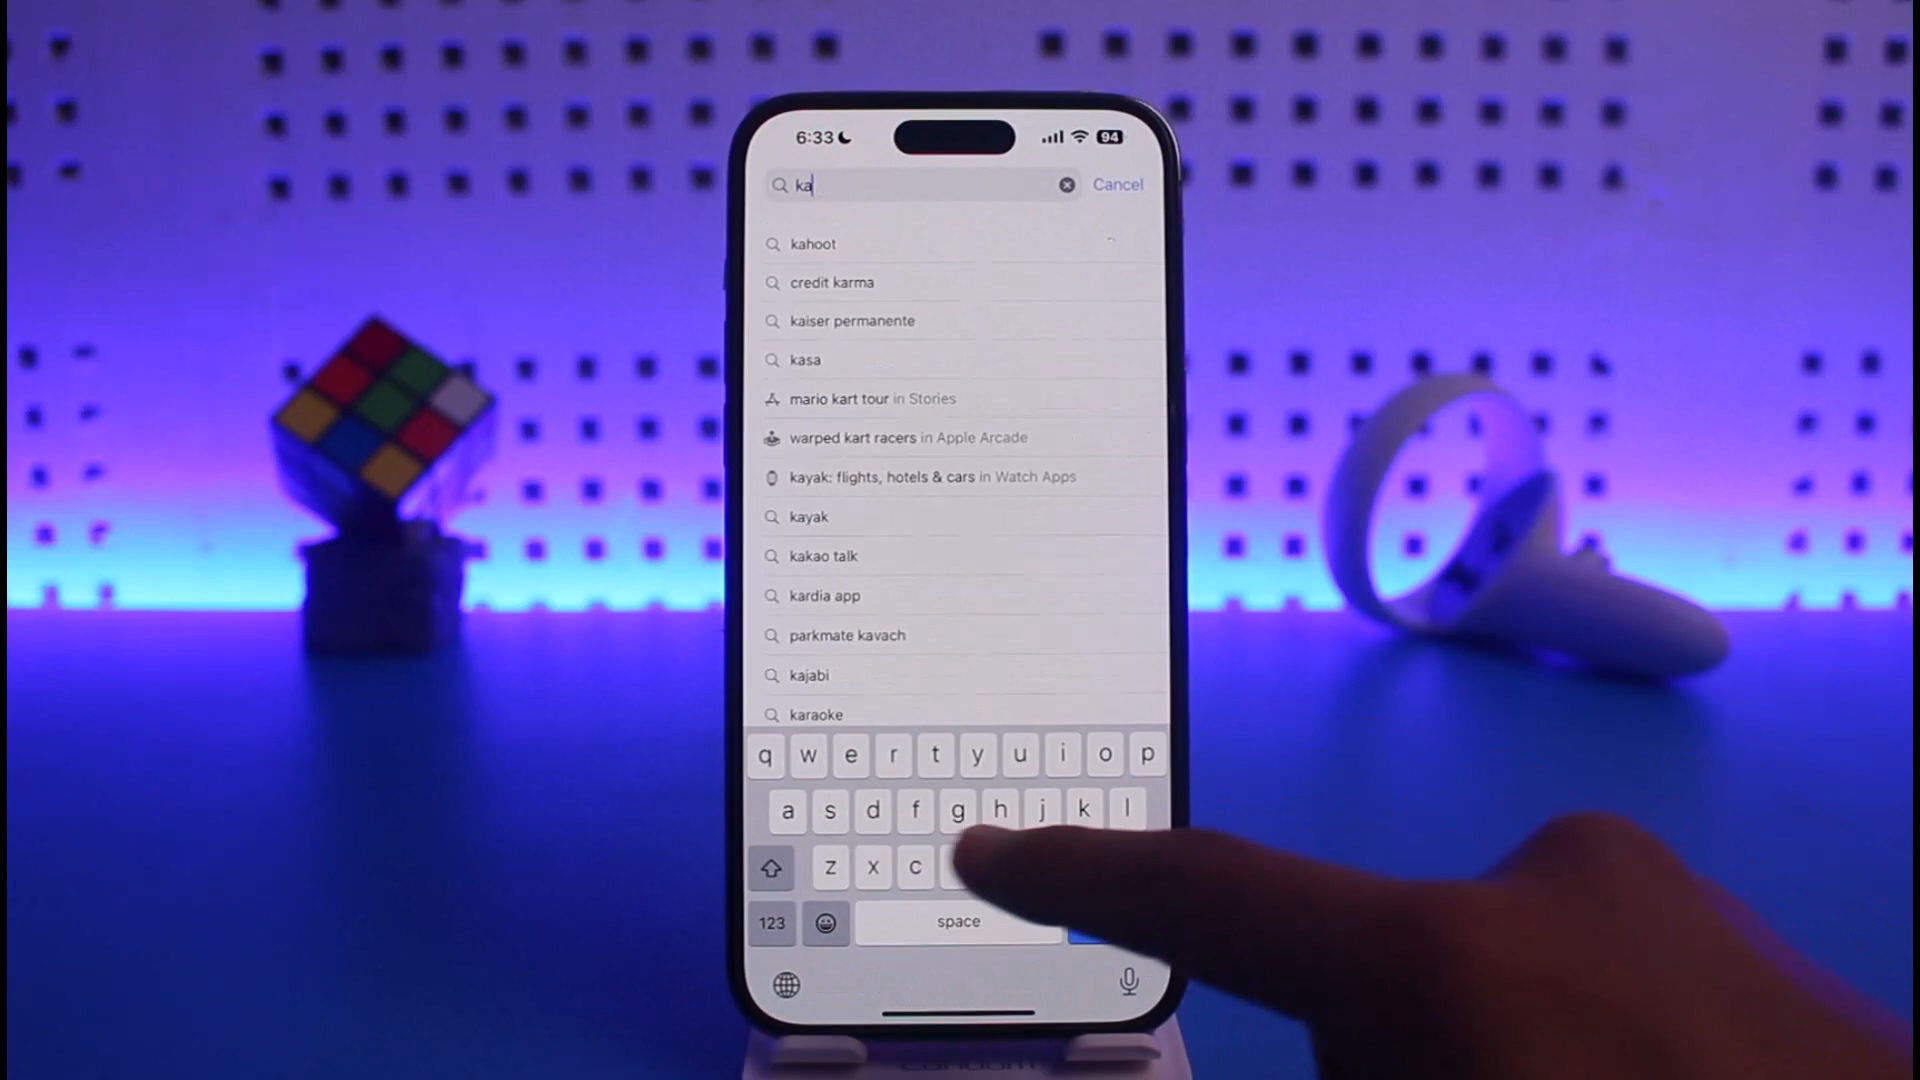 6:33
94
ka
Cancel
kahoot
credit karma
kaiser permanente
kasa
mario kart tour in Stories
warped kart racers in Apple Arcade
kayak: flights, hotels & cars in Watch Apps
kayak
kakao talk
kardia app
parkmate kavach
kajabi
karaoke
q w e r t y u i o p
a s d f g h j k l
z x c
123
space